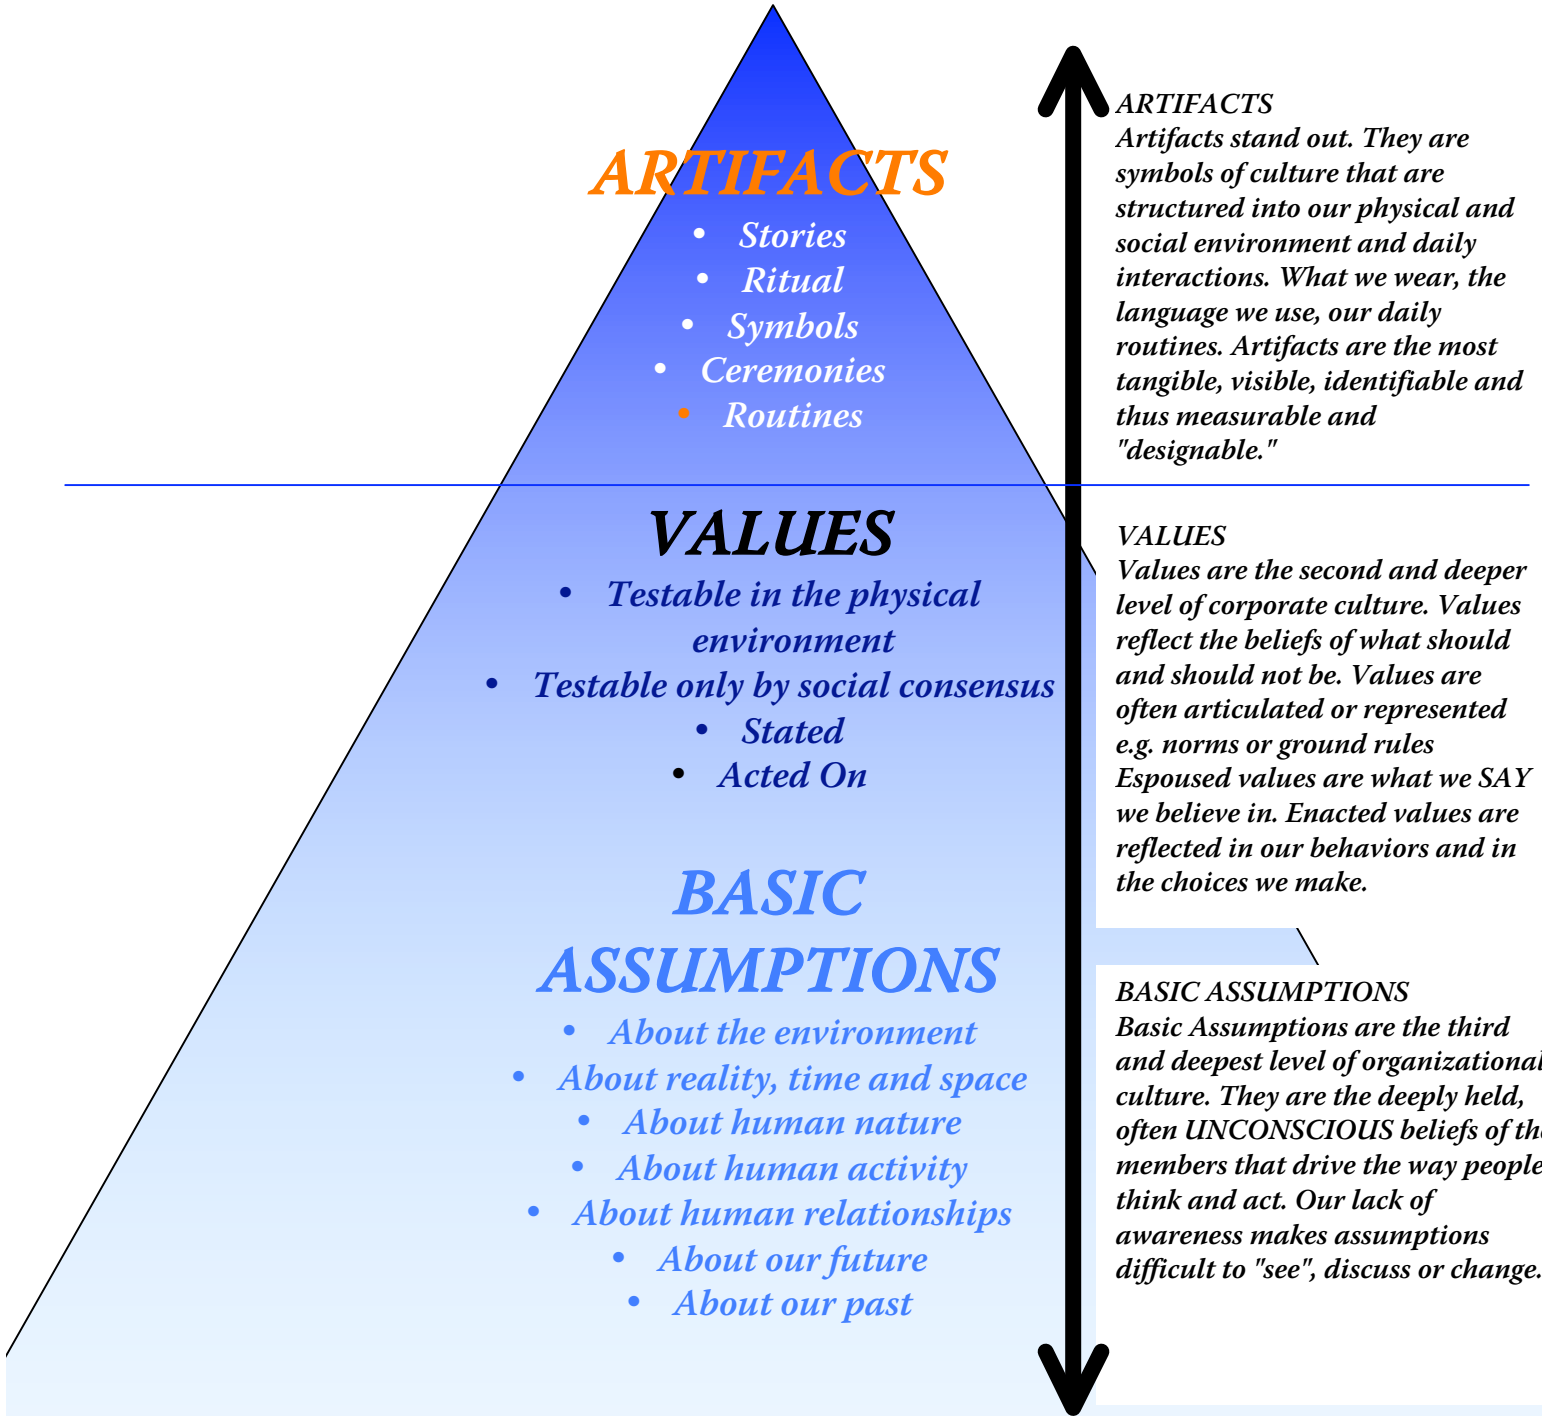 ARTIFACTS
• Stories
• Ritual
• Symbols
• Ceremonies
• Routines
VALUES
• Testable in the physical
environment
• Testable only by social consensus
• Stated
• Acted On
BASIC
ASSUMPTIONS
• About the environment
• About reality, time and space
• About human nature
• About human activity
• About human relationships
• About our future
• About our past
ARTIFACTS
Artifacts stand out. They are
symbols of culture that are
structured into our physical and
social environment and daily
interactions. What we wear, the
language we use, our daily
routines. Artifacts are the most
tangible, visible, identifiable and
thus measurable and
"designable."
VALUES
Values are the second and deeper
level of corporate culture. Values
reflect the beliefs of what should
and should not be. Values are
often articulated or represented
e.g. norms or ground rules
Espoused values are what we SAY
we believe in. Enacted values are
reflected in our behaviors and in
the choices we make.
BASIC ASSUMPTIONS
Basic Assumptions are the third
and deepest level of organizational
culture. They are the deeply held,
often UNCONSCIOUS beliefs of the
members that drive the way people
think and act. Our lack of
awareness makes assumptions
difficult to "see", discuss or change.